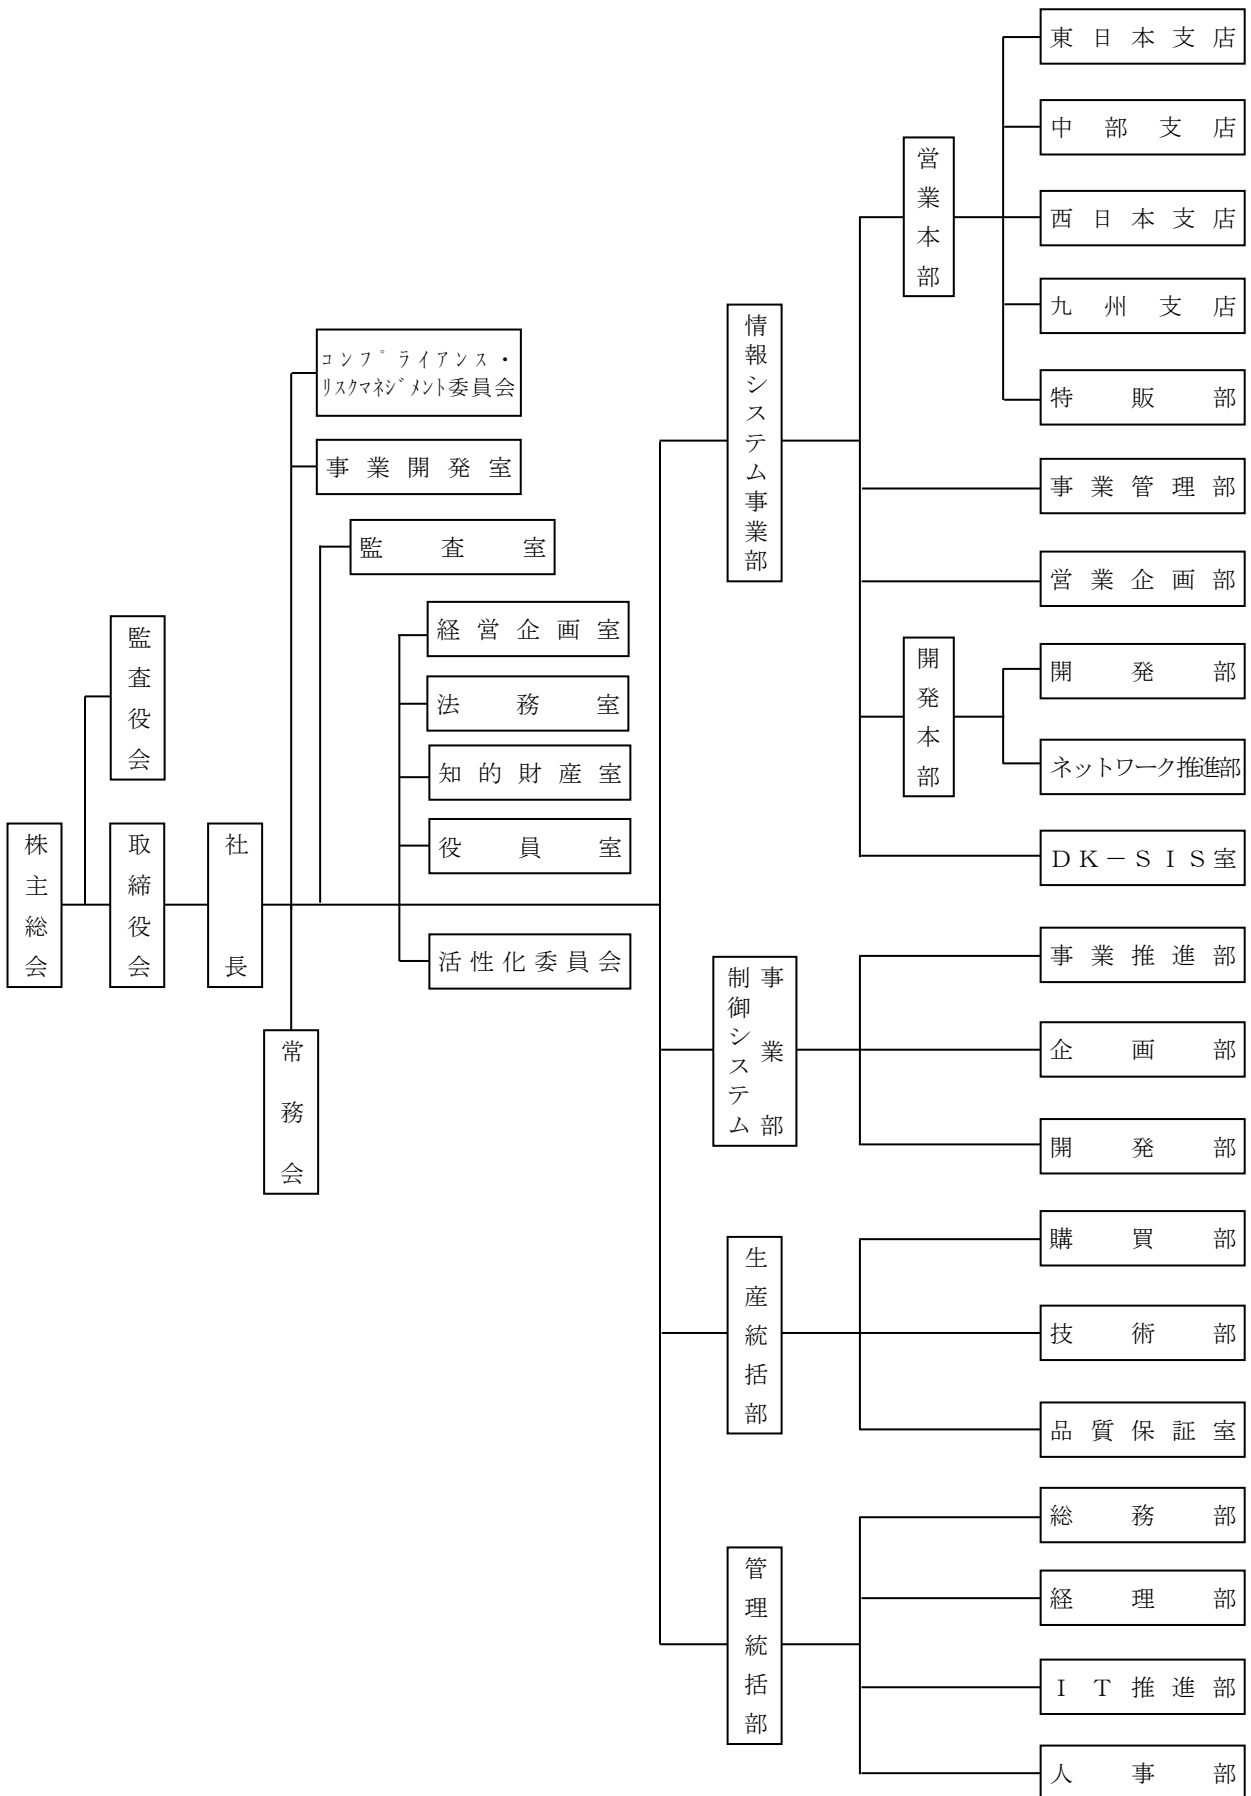 株主総会
監査役会
取締役会
社長
常務会
コンプライアンス・
リスクマネジメント委員会
事業開発室
監査室
経営企画室
法務室
知的財産室
役員室
活性化委員会
情報システム事業部
営業本部
東日本支店
中部支店
西日本支店
九州支店
特販部
事業管理部
営業企画部
開発本部
開発部
ネットワーク推進部
DK－SIS室
制御システム
事業部
事業推進部
企画部
開発部
生産統括部
購買部
技術部
品質保証室
管理統括部
総務部
経理部
IT推進部
人事部